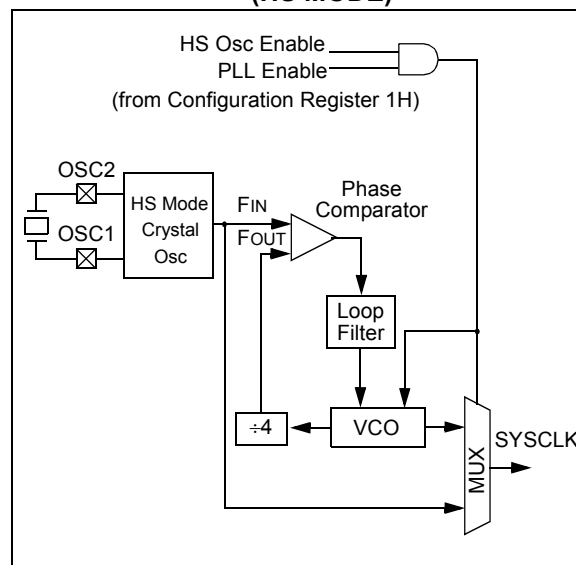 (HS MODE)
HS Osc Enable
PLL Enable
(from Configuration Register 1H)
OSC2
OSC1
HS Mode
Crystal
Osc
FIN
FOUT
Phase
Comparator
Loop
Filter
÷4
VCO
MUX
SYSCLK